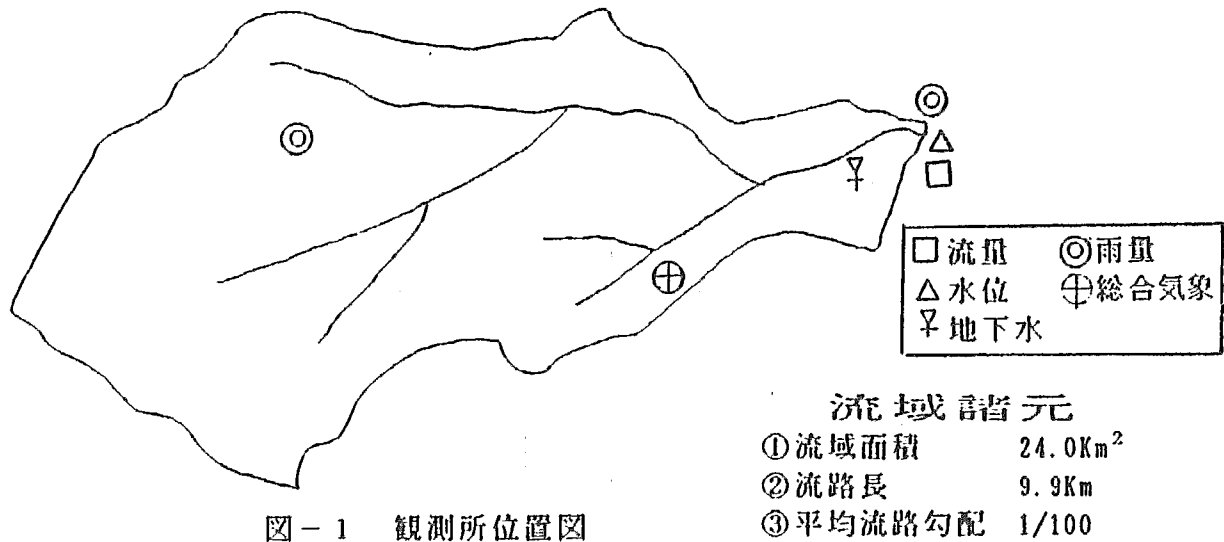 □流量 ◎雨量
△水位 ⊕総合気象
地下水
流域諸元
①流域面積 24.0Km²
②流路長 9.9Km
③平均流路勾配 1/100
図-1 観測所位置図